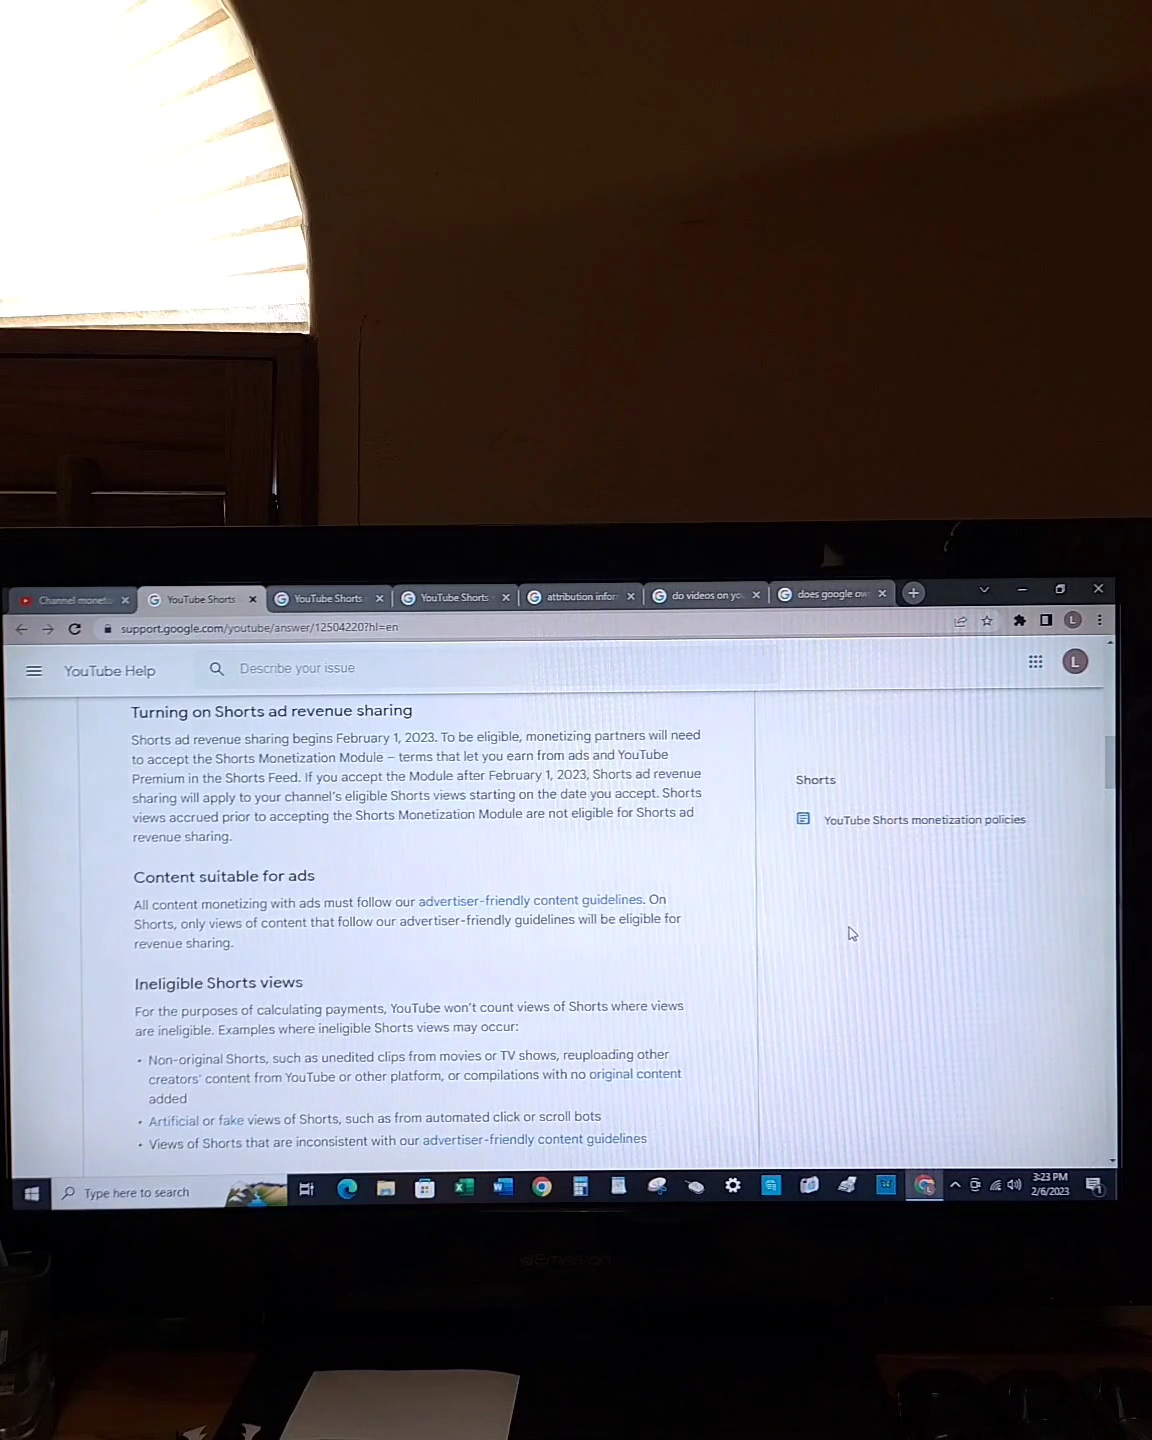 Channel monet
YouTube Shorts
YouTube Shorts
YouTube Shorts
attribution infor
do videos on yo
does google ow
support.google.com/youtube/answer/12504220?hl=en
L
YouTube Help
Describe your issue
L
Turning on Shorts ad revenue sharing
Shorts ad revenue sharing begins February 1, 2023. To be eligible, monetizing partners will need
to accept the Shorts Monetization Module – terms that let you earn from ads and YouTube
Premium in the Shorts Feed. If you accept the Module after February 1, 2023, Shorts ad revenue
sharing will apply to your channel's eligible Shorts views starting on the date you accept. Shorts
views accrued prior to accepting the Shorts Monetization Module are not eligible for Shorts ad
revenue sharing.
Content suitable for ads
All content monetizing with ads must follow our advertiser-friendly content guidelines. On
Shorts, only views of content that follow our advertiser-friendly guidelines will be eligible for
revenue sharing.
Ineligible Shorts views
For the purposes of calculating payments, YouTube won't count views of Shorts where views
are ineligible. Examples where ineligible Shorts views may occur:
• Non-original Shorts, such as unedited clips from movies or TV shows, reuploading other
creators' content from YouTube or other platform, or compilations with no original content
added
• Artificial or fake views of Shorts, such as from automated click or scroll bots
• Views of Shorts that are inconsistent with our advertiser-friendly content guidelines
Shorts
YouTube Shorts monetization policies
Type here to search
3:23 PM
2/6/2023
1
Emerson